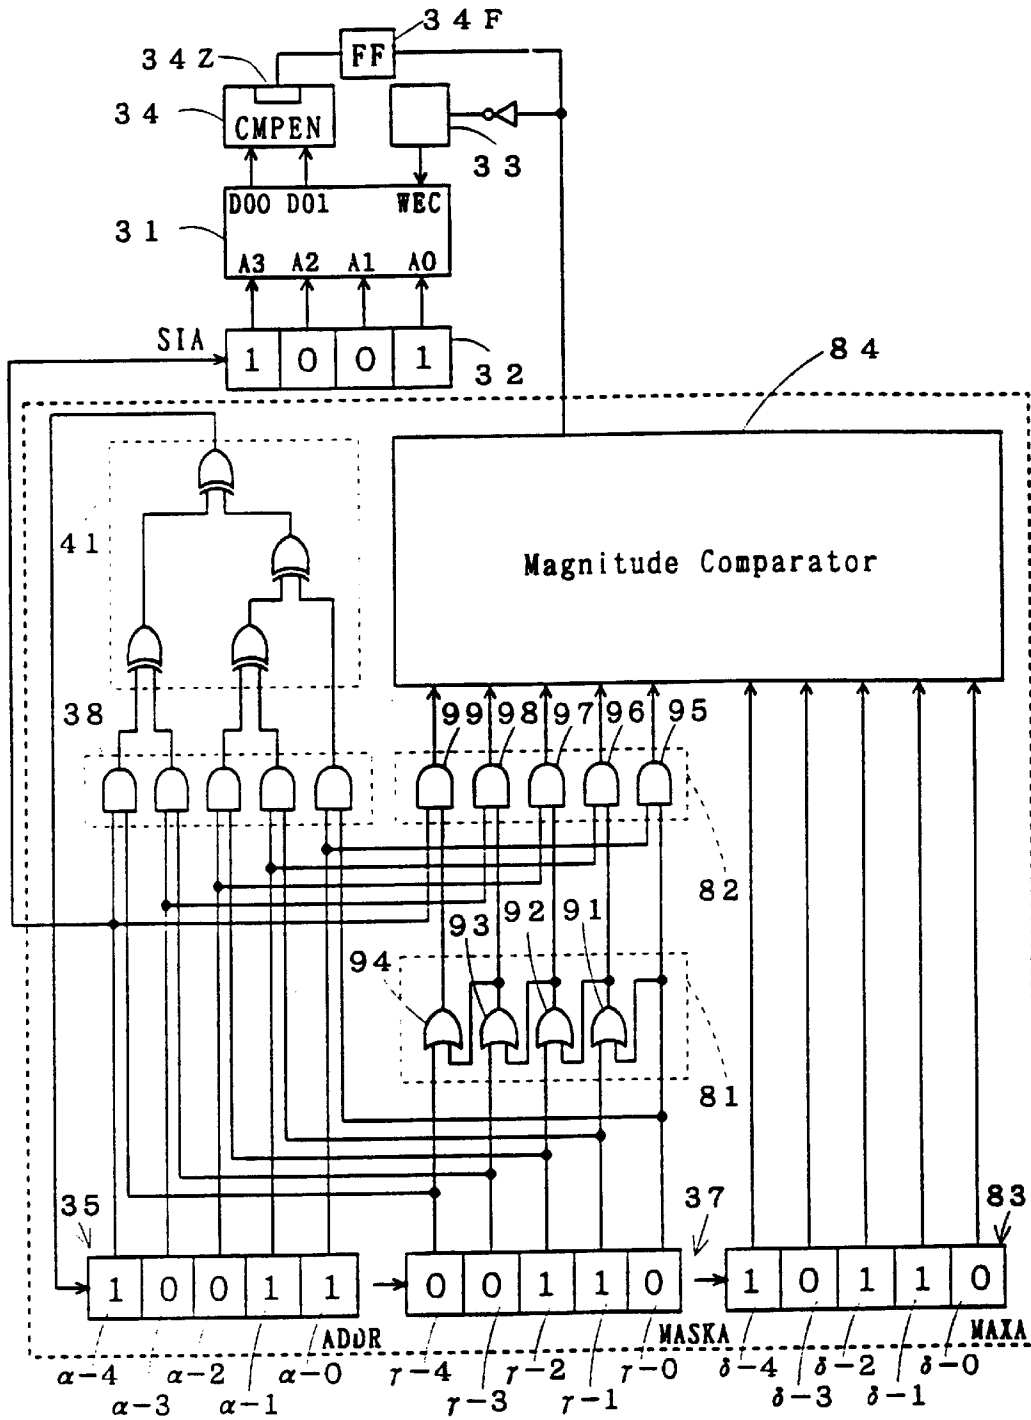 34F
34Z
FF
34
CMPEN
33
D00 D01 WEC
31
A3 A2 A1 A0
SIA
1 0 0 1
32
84
41
Magnitude Comparator
38
99 98 97 96 95
82
94 93 92 91
81
35
37
83
1 0 0 1 1
0 0 1 1 0
1 0 1 1 0
ADDR
MASKA
MAXA
α-4 α-3 α-2 α-1 α-0
γ-4 γ-3 γ-2 γ-1 γ-0
δ-4 δ-3 δ-2 δ-1 δ-0